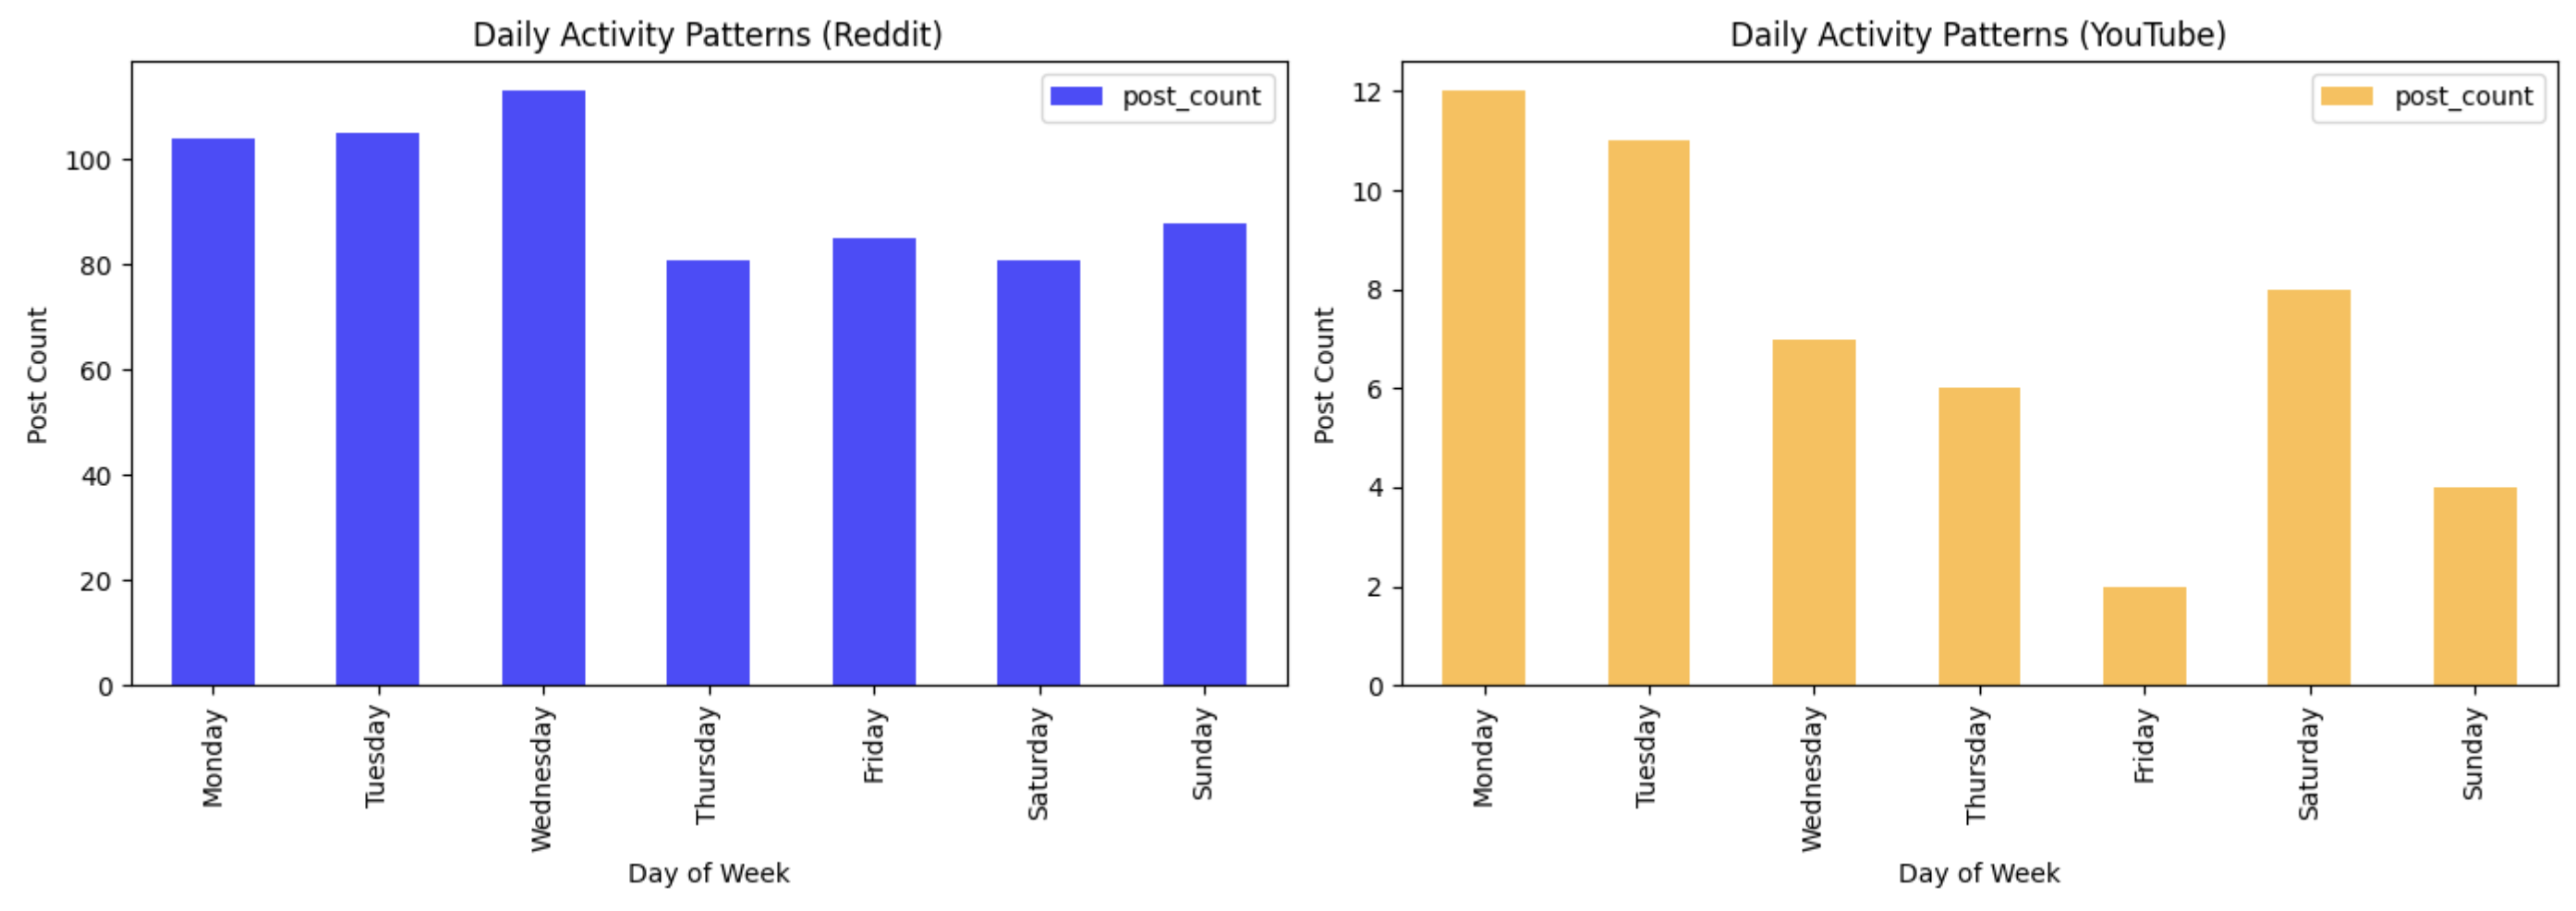 Daily Activity Patterns (Reddit)
post_count
100
80
60
40
20
0
Post Count
Monday
Tuesday
Wednesday
Thursday
Friday
Saturday
Sunday
Day of Week
Daily Activity Patterns (YouTube)
post_count
12
10
8
6
4
2
0
Post Count
Monday
Tuesday
Wednesday
Thursday
Friday
Saturday
Sunday
Day of Week